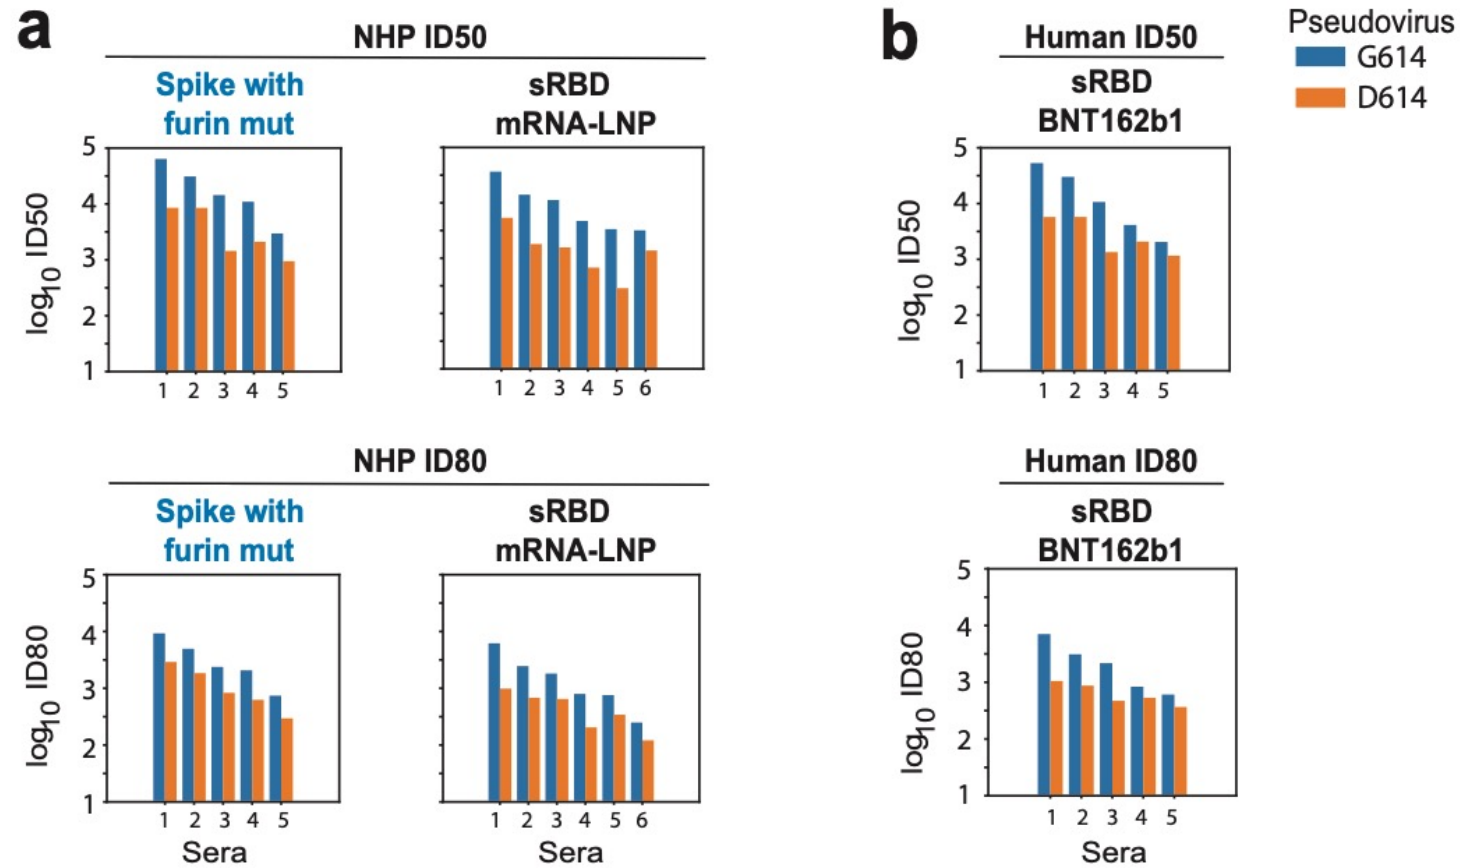 a
NHP ID50
Spike with
furin mut
sRBD
mRNA-LNP
log10 ID50
5
4
3
2
1
1 2 3 4 5
1 2 3 4 5 6
NHP ID80
Spike with
furin mut
sRBD
mRNA-LNP
log10 ID80
5
4
3
2
1
1 2 3 4 5
Sera
1 2 3 4 5 6
Sera
b
Human ID50
sRBD
BNT162b1
log10 ID50
5
4
3
2
1
1 2 3 4 5
Human ID80
sRBD
BNT162b1
log10 ID80
5
4
3
2
1
1 2 3 4 5
Sera
Pseudovirus
G614
D614